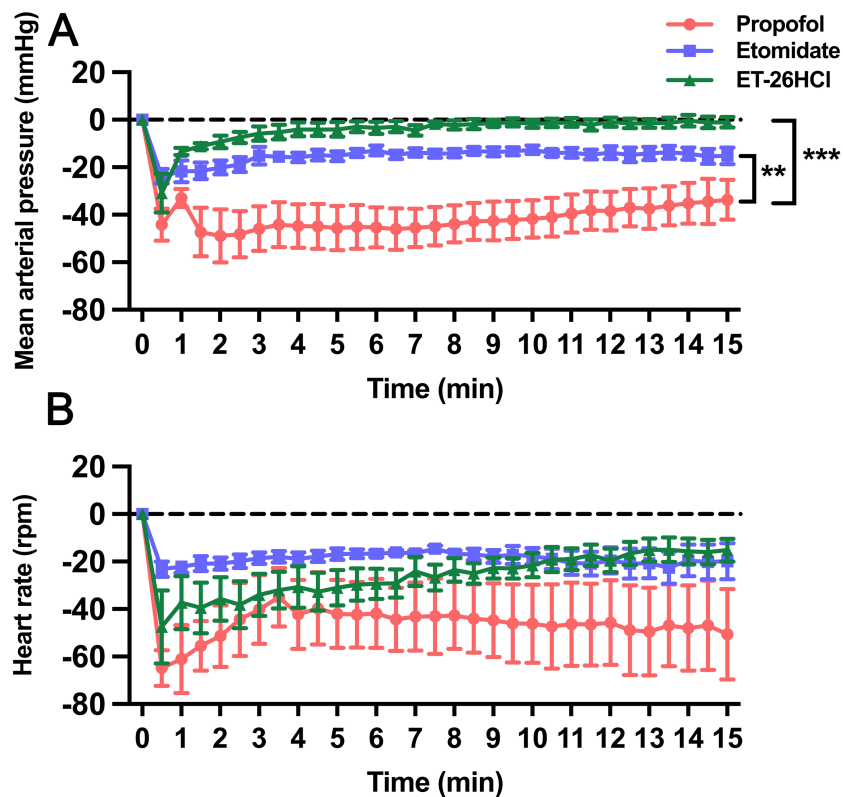 A
Propofol
Etomidate
ET-26HCl
Mean arterial pressure (mmHg)
20
0
-20
-40
-60
-80
**
***
0 1 2 3 4 5 6 7 8 9 10 11 12 13 14 15
Time (min)
B
Heart rate (rpm)
20
0
-20
-40
-60
-80
0 1 2 3 4 5 6 7 8 9 10 11 12 13 14 15
Time (min)